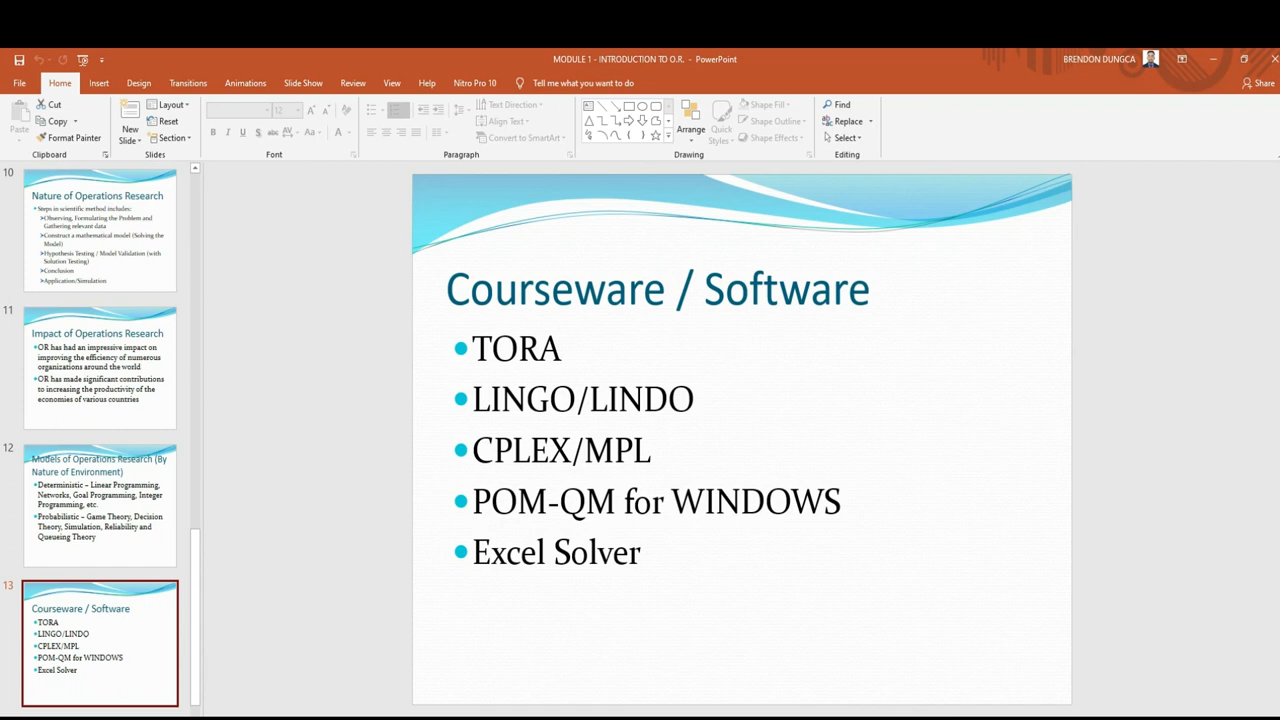 MODULE 1 - INTRODUCTION TO O.R. - PowerPoint
BRENDON DUNGCA
File Home Insert Design Transitions Animations Slide Show Review View Help Nitro Pro 10 Tell me what you want to do Share
Paste
Cut
Copy
Format Painter
Clipboard
New Slide
Layout
Reset
Section
Slides
12
B I U S abc AV Aa A
Font
Text Direction
Align Text
Convert to SmartArt
Paragraph
Arrange
Quick Styles
Shape Fill
Shape Outline
Shape Effects
Drawing
Find
Replace
Select
Editing
10
Nature of Operations Research
Steps in scientific method includes:
Observing, Formulating the Problem and
Gathering relevant data
Construct a mathematical model (Solving the
Model)
Hypothesis Testing / Model Validation (with
Solution Testing)
Conclusion
Application/Simulation
11
Impact of Operations Research
OR has had an impressive impact on
improving the efficiency of numerous
organizations around the world
OR has made significant contributions
to increasing the productivity of the
economies of various countries
12
Models of Operations Research (By
Nature of Environment)
Deterministic – Linear Programming,
Networks, Goal Programming, Integer
Programming, etc.
Probabilistic – Game Theory, Decision
Theory, Simulation, Reliability and
Queueing Theory
13
Courseware / Software
TORA
LINGO/LINDO
CPLEX/MPL
POM-QM for WINDOWS
Excel Solver
Courseware / Software
TORA
LINGO/LINDO
CPLEX/MPL
POM-QM for WINDOWS
Excel Solver